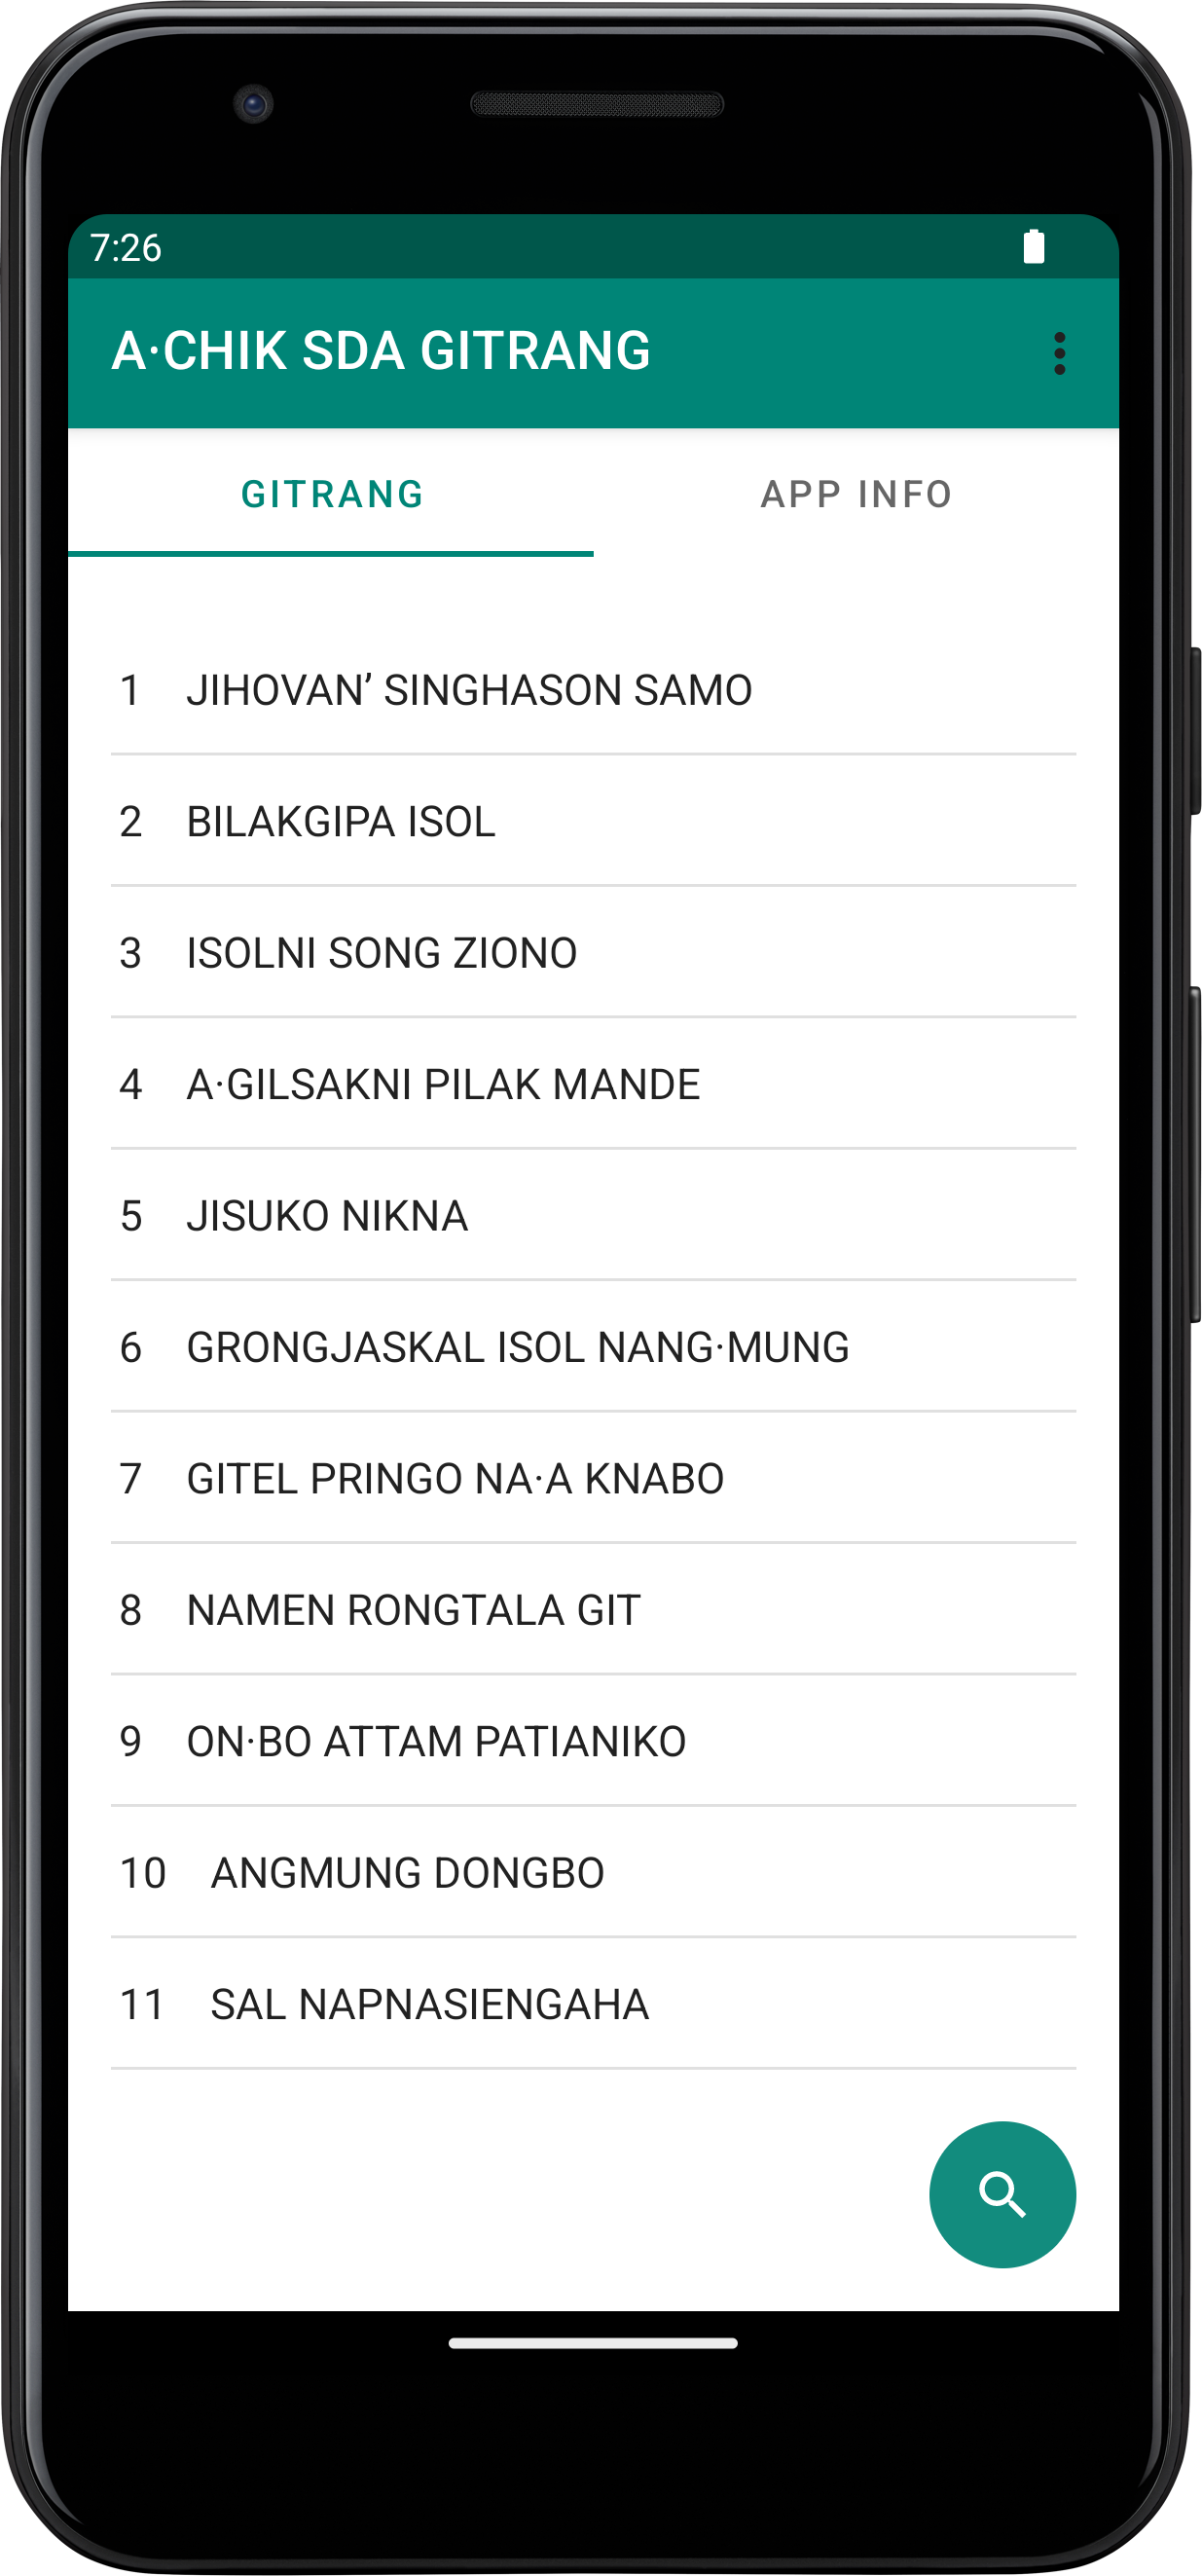 7:26
A·CHIK SDA GITRANG
GITRANG APP INFO
1 JIHOVAN’ SINGHASON SAMO
2 BILAKGIPA ISOL
3 ISOLNI SONG ZIONO
4 A·GILSAKNI PILAK MANDE
5 JISUKO NIKNA
6 GRONGJASKAL ISOL NANG·MUNG
7 GITEL PRINGO NA·A KNABO
8 NAMEN RONGTALA GIT
9 ON·BO ATTAM PATIANIKO
10 ANGMUNG DONGBO
11 SAL NAPNASIENGAHA